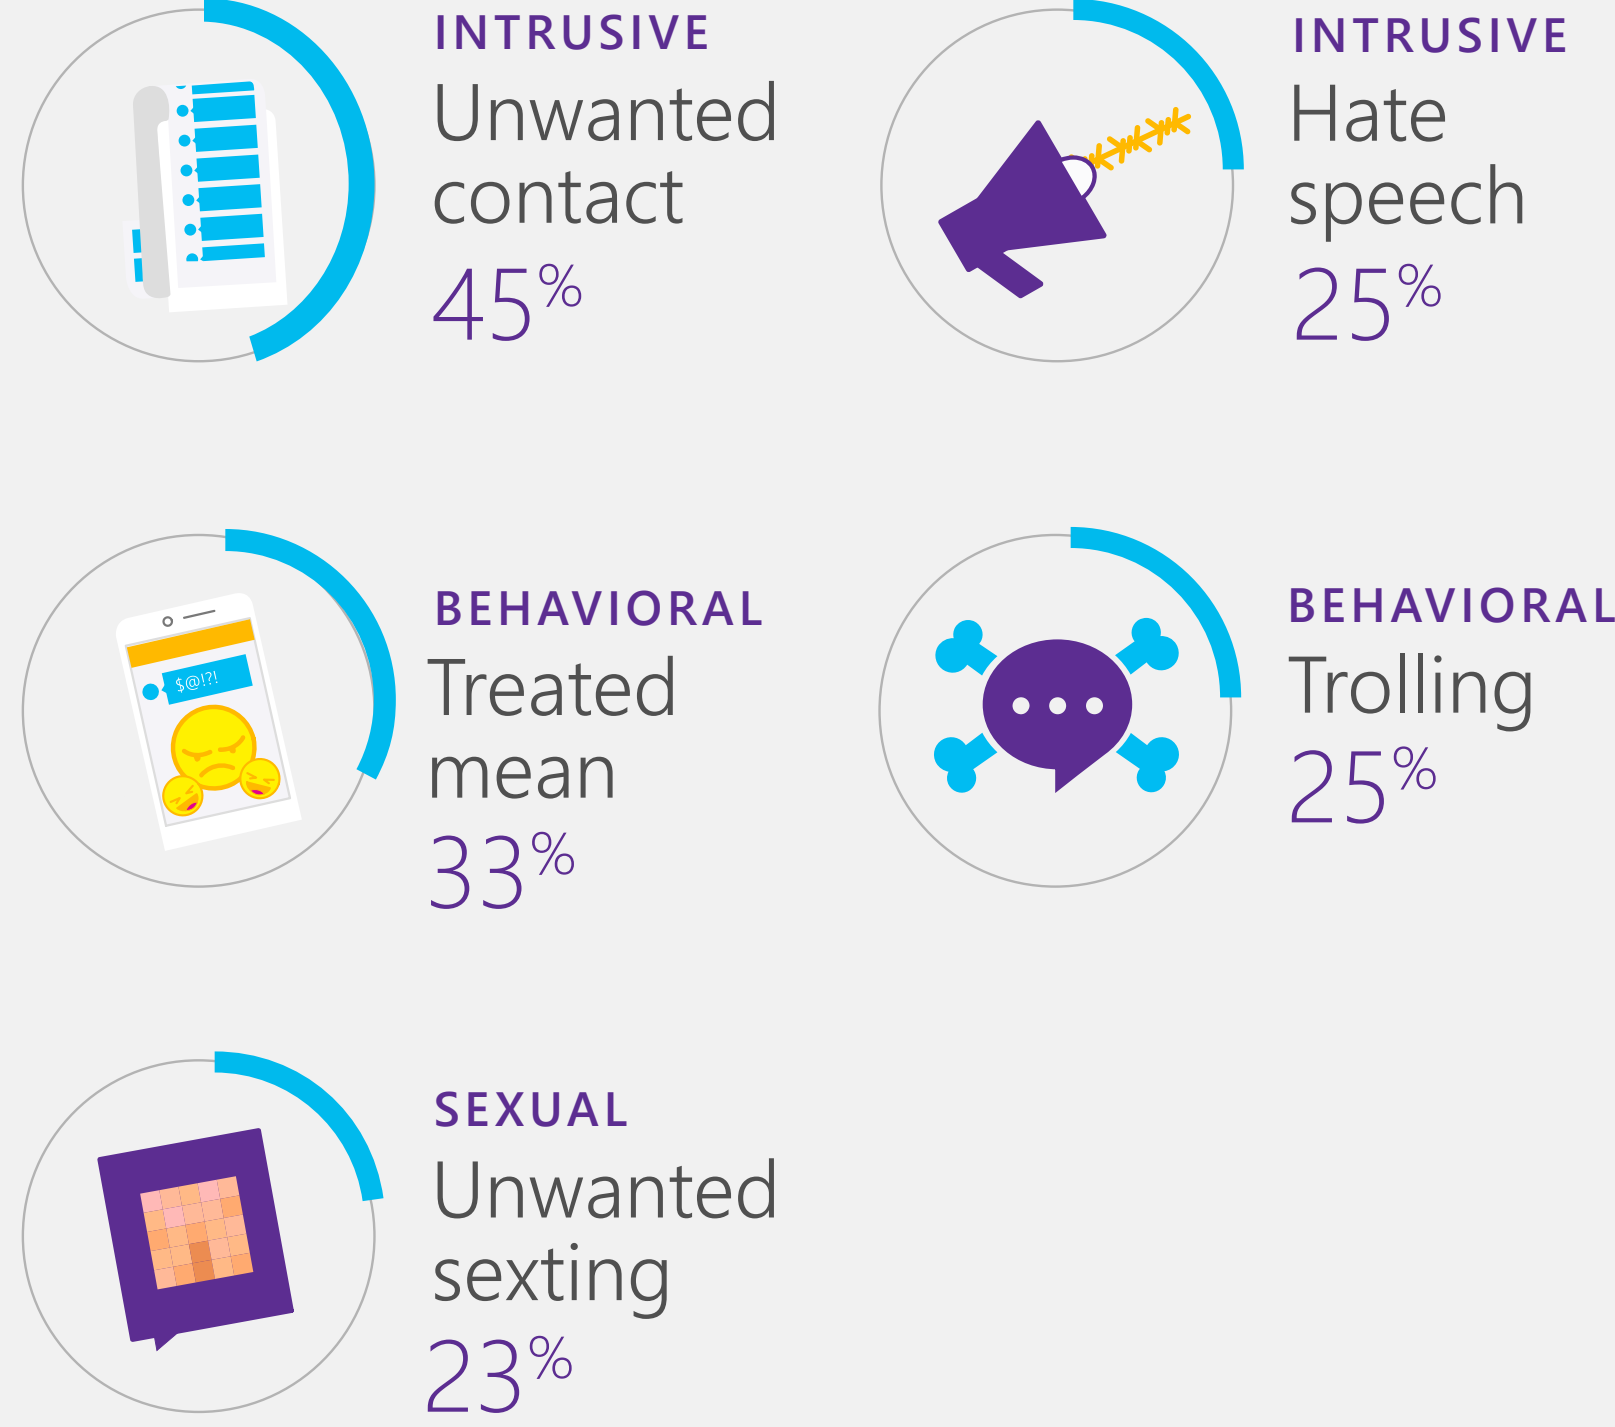 INTRUSIVE
Unwanted
contact
45%
INTRUSIVE
Hate
speech
25%
BEHAVIORAL
Treated
mean
33%
$@!?!
BEHAVIORAL
Trolling
25%
SEXUAL
Unwanted
sexting
23%